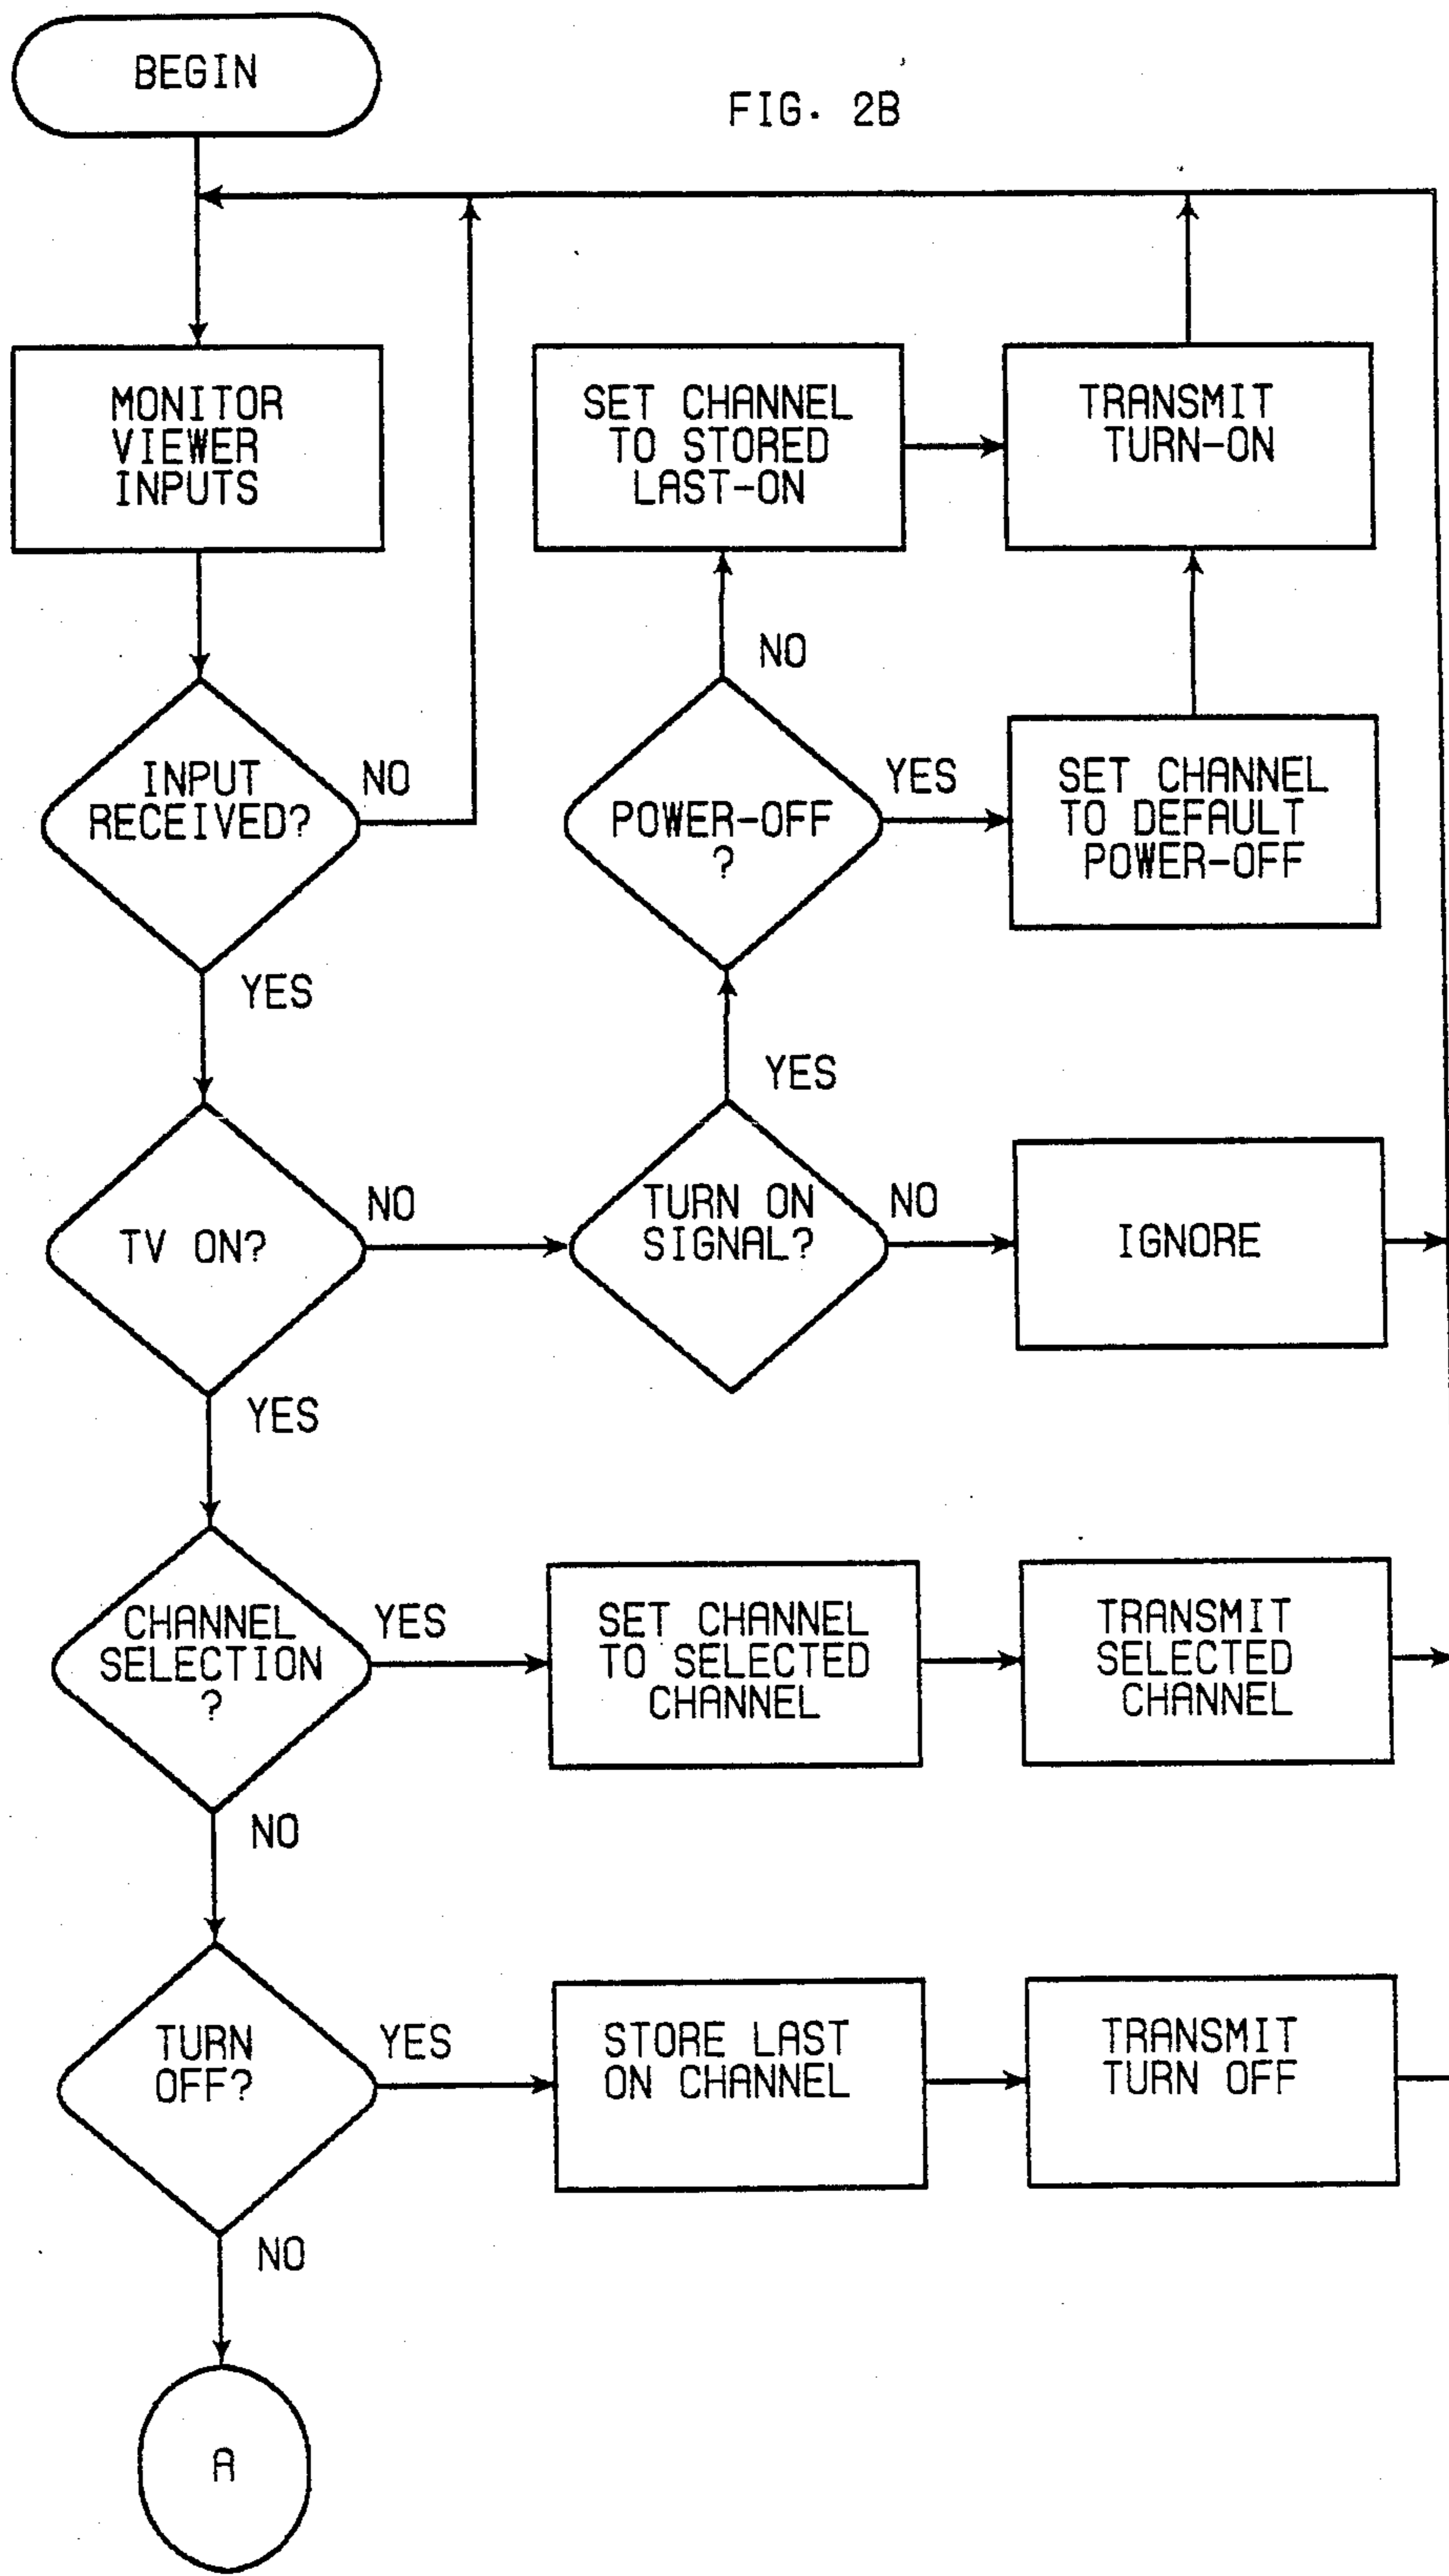 BEGIN
FIG. 2B
MONITOR
VIEWER
INPUTS
SET CHANNEL
TO STORED
LAST-ON
TRANSMIT
TURN-ON
NO
INPUT
RECEIVED?
NO
POWER-OFF
?
YES
SET CHANNEL
TO DEFAULT
POWER-OFF
YES
YES
TV ON?
NO
TURN ON
SIGNAL?
NO
IGNORE
YES
CHANNEL
SELECTION
?
YES
SET CHANNEL
TO SELECTED
CHANNEL
TRANSMIT
SELECTED
CHANNEL
NO
TURN
OFF?
YES
STORE LAST
ON CHANNEL
TRANSMIT
TURN OFF
NO
A